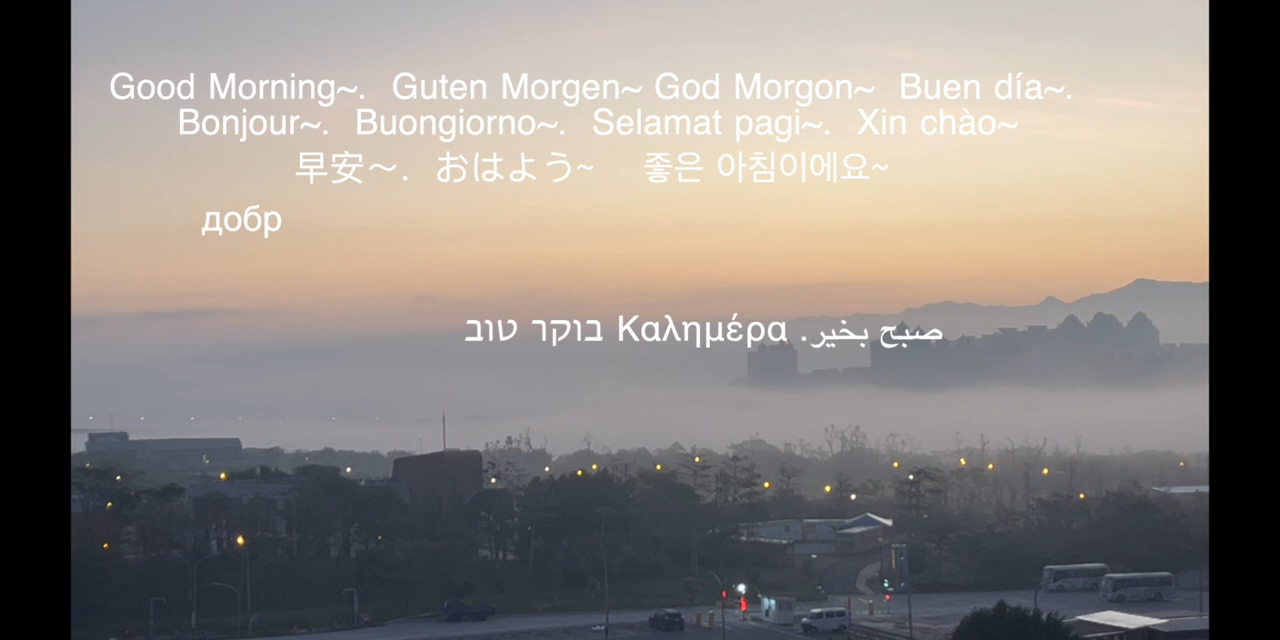 Good Morning~. Guten Morgen~ God Morgon~ Buen día~.
Bonjour~. Buongiorno~. Selamat pagi~. Xin chào~
早安～. おはよう~ 좋은 아침이에요~
добр
בוקר טוב Καλημέρα .صبح بخیر